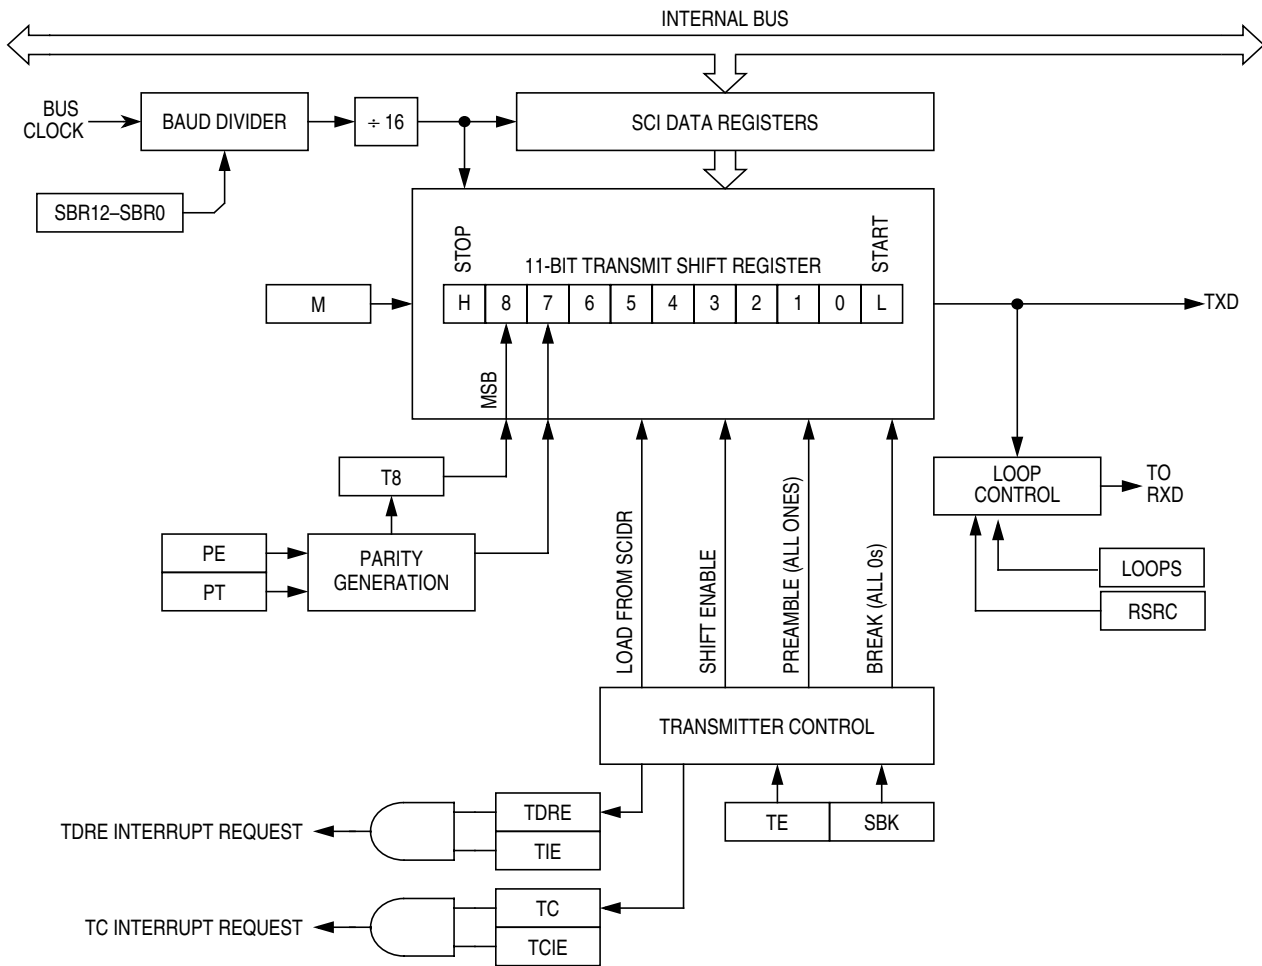 INTERNAL BUS
BUS
CLOCK
BAUD DIVIDER
÷ 16
SCI DATA REGISTERS
SBR12–SBR0
STOP
11-BIT TRANSMIT SHIFT REGISTER
START
M
H 8 7 6 5 4 3 2 1 0 L
TXD
MSB
T8
LOOP
CONTROL
TO
RXD
PE
PT
PARITY
GENERATION
LOAD FROM SCIDR
SHIFT ENABLE
PREAMBLE (ALL ONES)
BREAK (ALL 0s)
LOOPS
RSRC
TRANSMITTER CONTROL
TDRE INTERRUPT REQUEST
TDRE
TIE
TE
SBK
TC INTERRUPT REQUEST
TC
TCIE